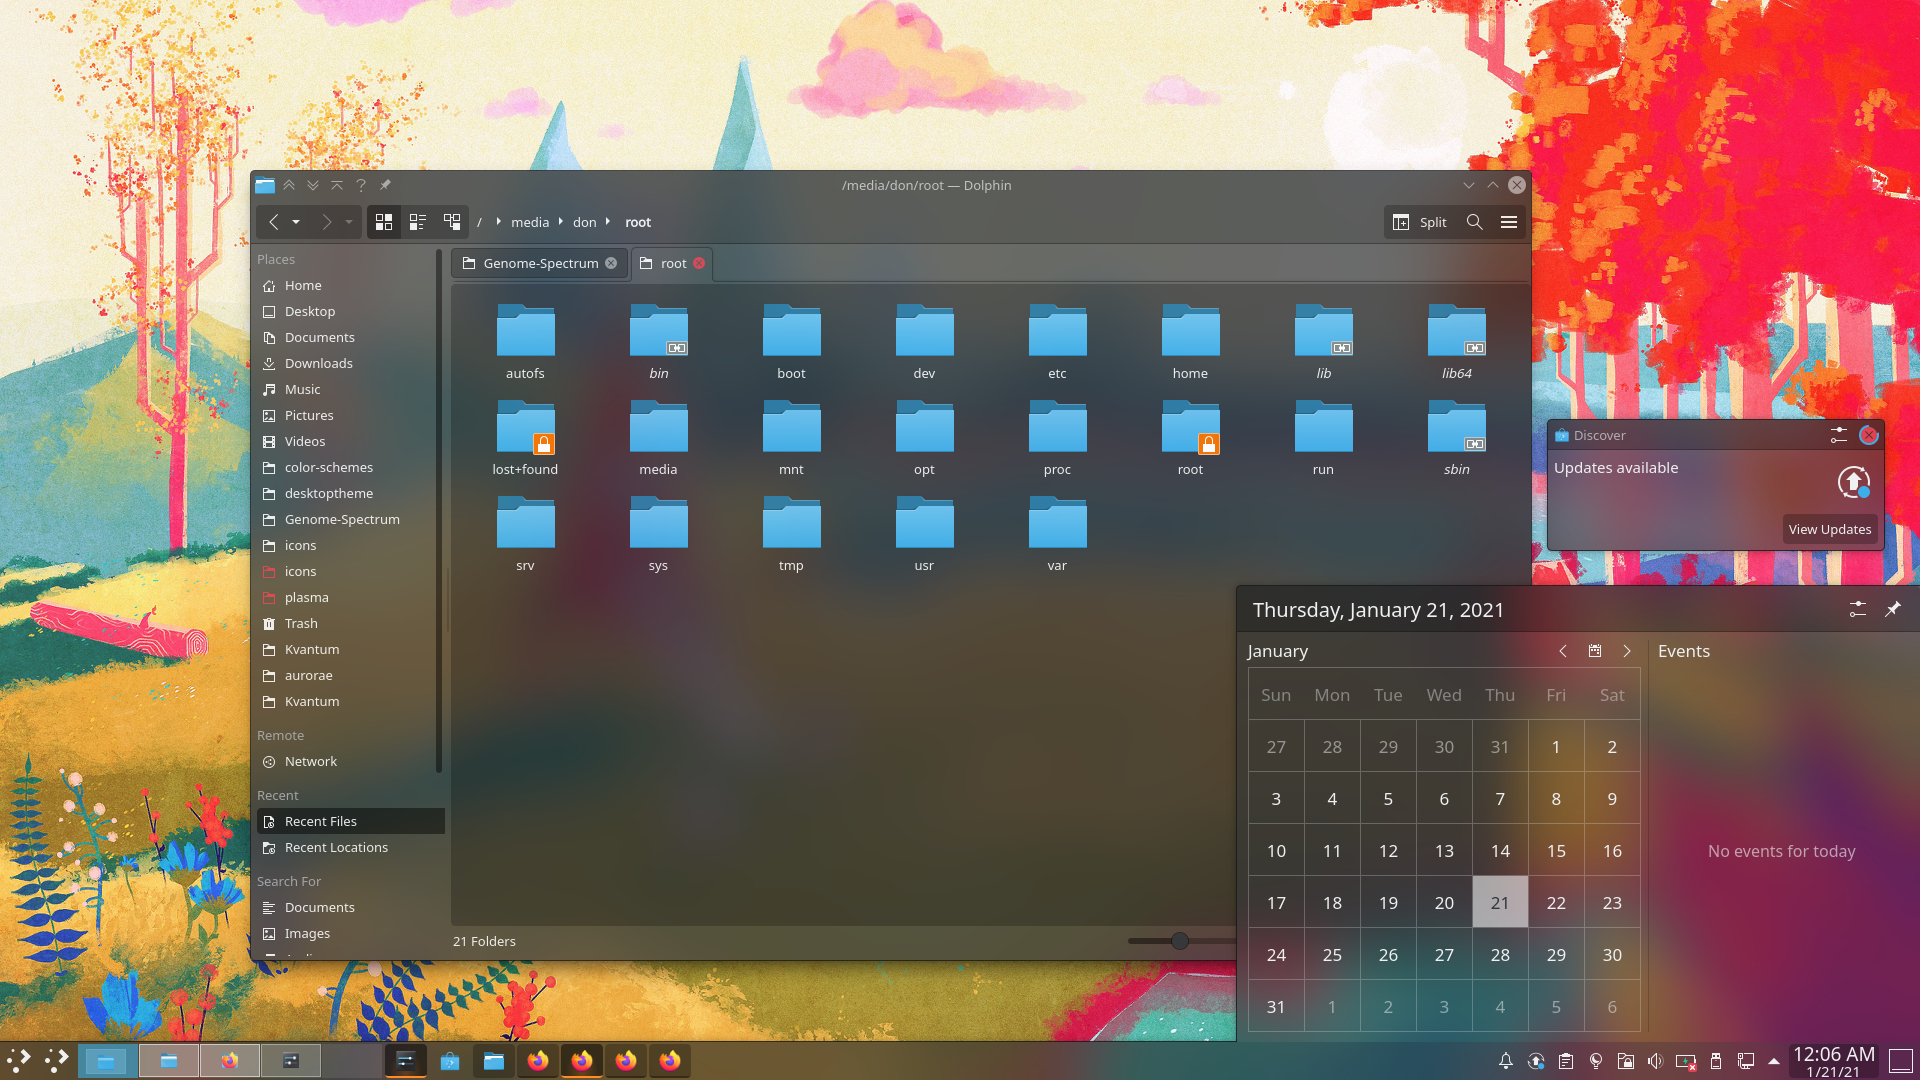 /media/don/root — Dolphin
/ media don root
Split
Places
Home
Desktop
Documents
Downloads
Music
Pictures
Videos
color-schemes
desktoptheme
Genome-Spectrum
icons
icons
plasma
Trash
Kvantum
aurorae
Kvantum
Remote
Network
Recent
Recent Files
Recent Locations
Search For
Documents
Images
Genome-Spectrum root
autofs bin boot dev etc home lib lib64
lost+found media mnt opt proc root run sbin
srv sys tmp usr var
21 Folders
Discover
Updates available
View Updates
Thursday, January 21, 2021
January
Sun Mon Tue Wed Thu Fri Sat
27 28 29 30 31 1 2
3 4 5 6 7 8 9
10 11 12 13 14 15 16
17 18 19 20 21 22 23
24 25 26 27 28 29 30
31 1 2 3 4 5 6
Events
No events for today
12:06 AM
1/21/21